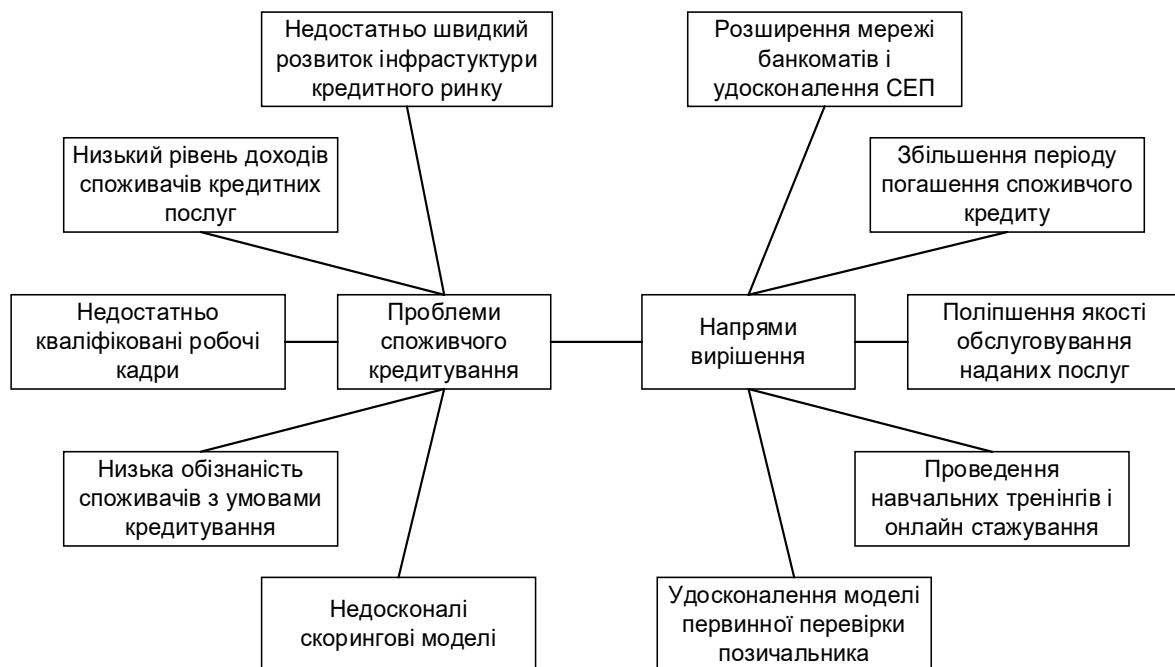 Недостатньо швидкий
розвиток інфрастуктури
кредитного ринку
Розширення мережі
банкоматів і
удосконалення СЕП
Низький рівень доходів
споживачів кредитних
послуг
Збільшення періоду
погашення споживчого
кредиту
Недостатньо
кваліфіковані робочі
кадри
Проблеми
споживчого
кредитування
Напрями
вирішення
Поліпшення якості
обслуговування
наданих послуг
Низька обізнаність
споживачів з умовами
кредитування
Проведення
навчальних тренінгів і
онлайн стажування
Недосконалі
скорингові моделі
Удосконалення моделі
первинної перевірки
позичальника